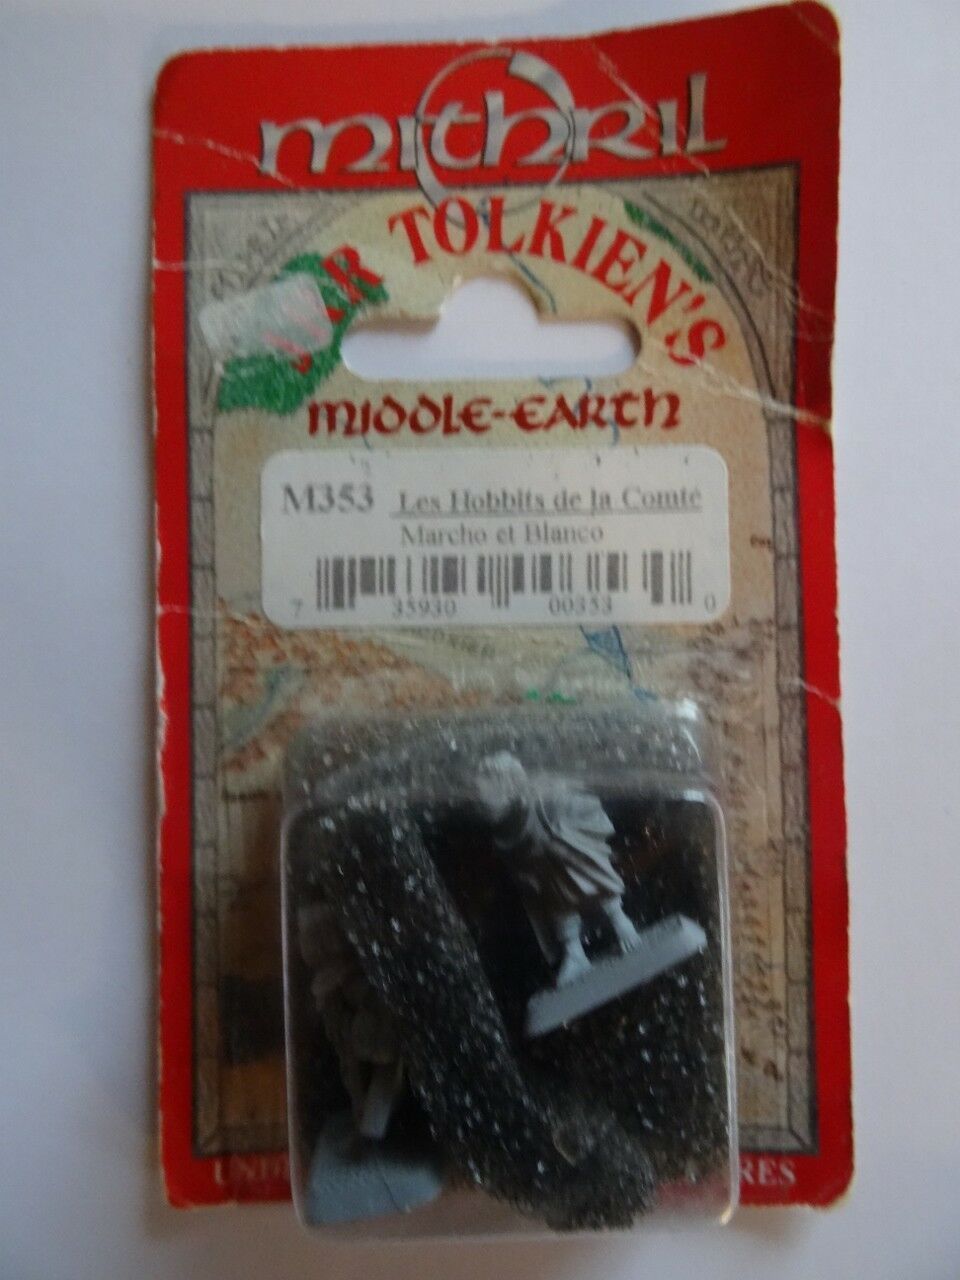 mithril
TOLKIEN'S
MIDDLE-EARTH
M353 Les Hobbits de la Comté
Marcho et Blanco
7 35930 00353 0